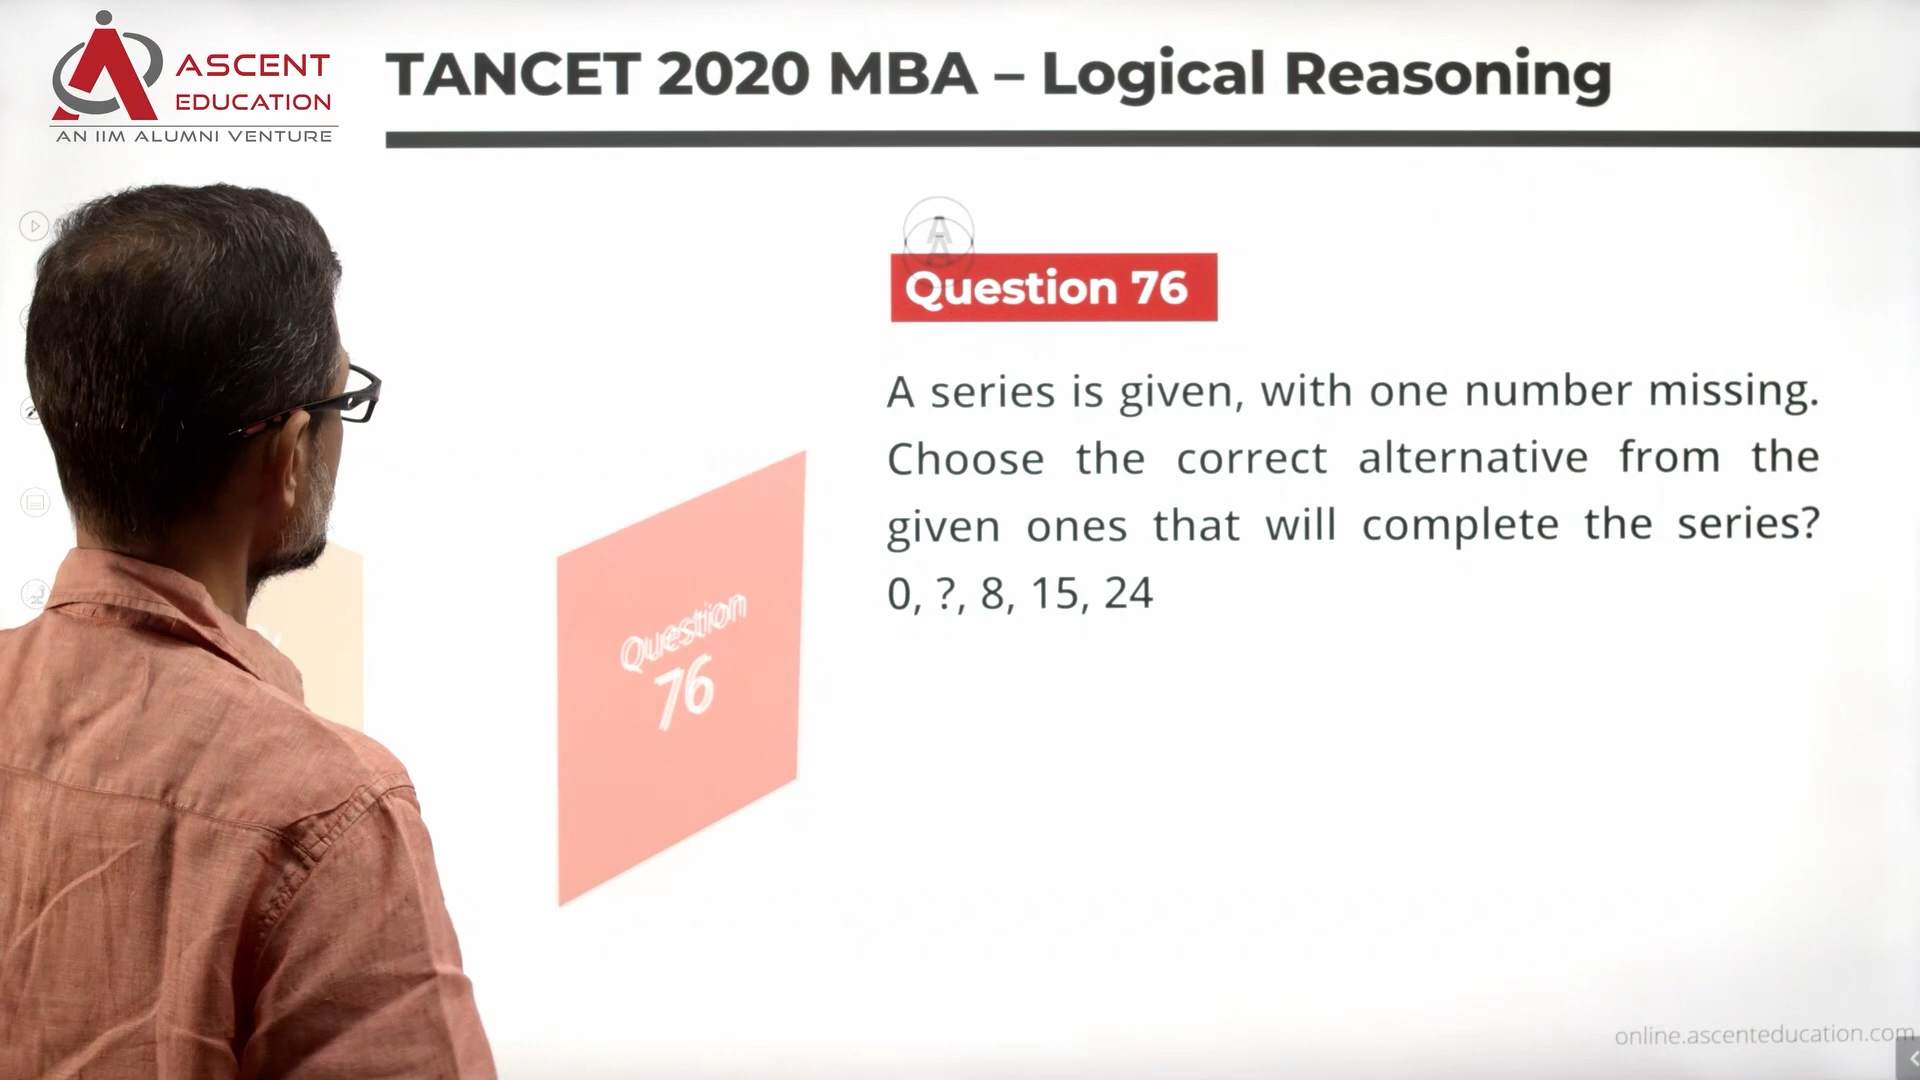 ASCENT
EDUCATION
AN IIM ALUMNI VENTURE
TANCET 2020 MBA – Logical Reasoning
Question 76
A series is given, with one number missing.
Choose the correct alternative from the
given ones that will complete the series?
0, ?, 8, 15, 24
Question
76
online.ascenteducation.com